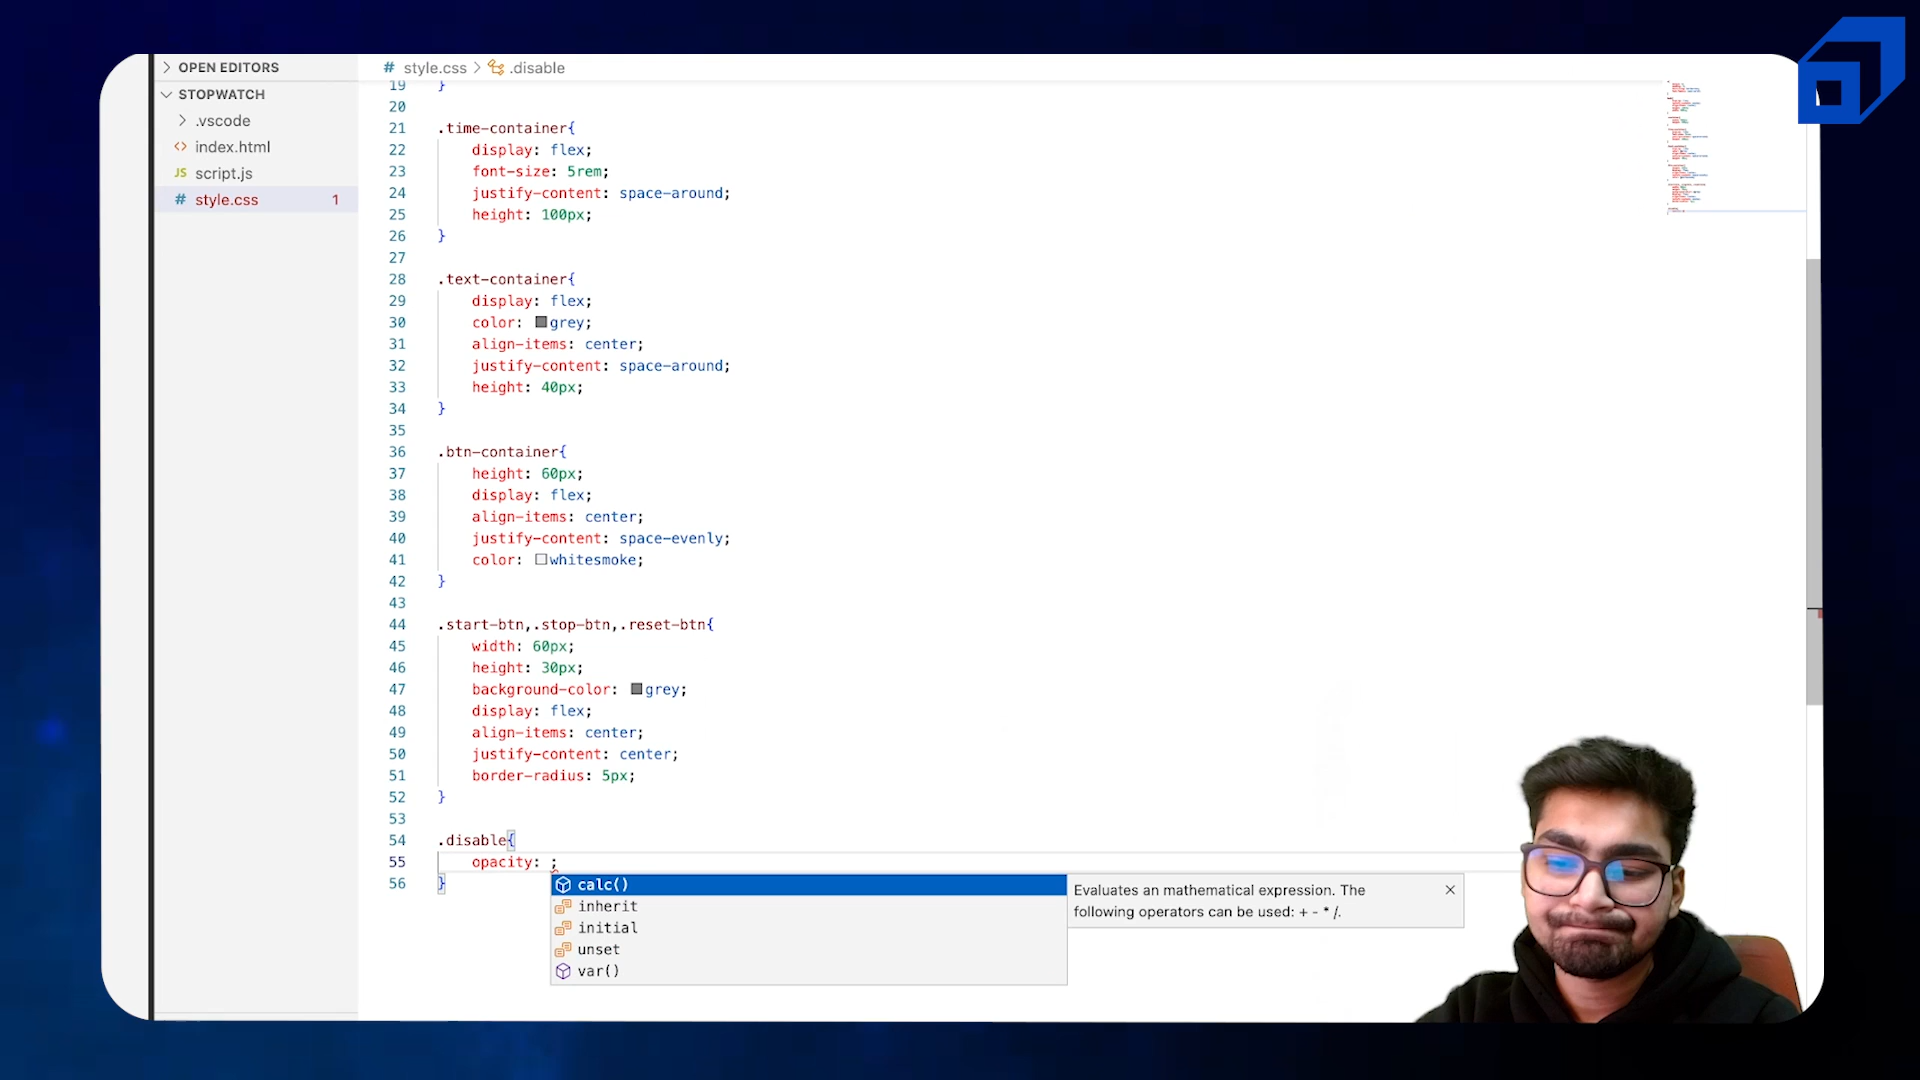 OPEN EDITORS
STOPWATCH
.vscode
index.html
JS script.js
# style.css 1
# style.css > .disable
19 }
20
21 .time-container{
22 display: flex;
23 font-size: 5rem;
24 justify-content: space-around;
25 height: 100px;
26 }
27
28 .text-container{
29 display: flex;
30 color: grey;
31 align-items: center;
32 justify-content: space-around;
33 height: 40px;
34 }
35
36 .btn-container{
37 height: 60px;
38 display: flex;
39 align-items: center;
40 justify-content: space-evenly;
41 color: whitesmoke;
42 }
43
44 .start-btn,.stop-btn,.reset-btn{
45 width: 60px;
46 height: 30px;
47 background-color: grey;
48 display: flex;
49 align-items: center;
50 justify-content: center;
51 border-radius: 5px;
52 }
53
54 .disable{
55 opacity: ;
56 }
calc()
inherit
initial
unset
var()
Evaluates an mathematical expression. The
following operators can be used: + - * /.